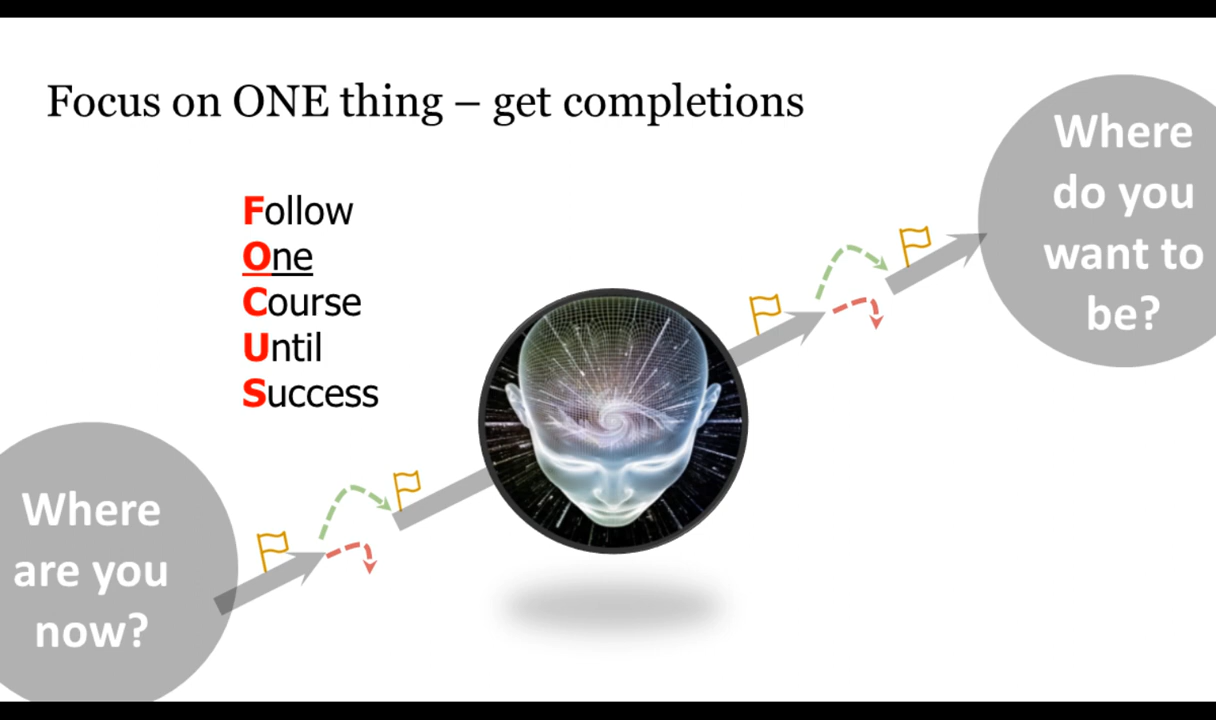 Focus on ONE thing – get completions
Follow
One
Course
Until
Success
Where
are you
now?
Where
do you
want to
be?